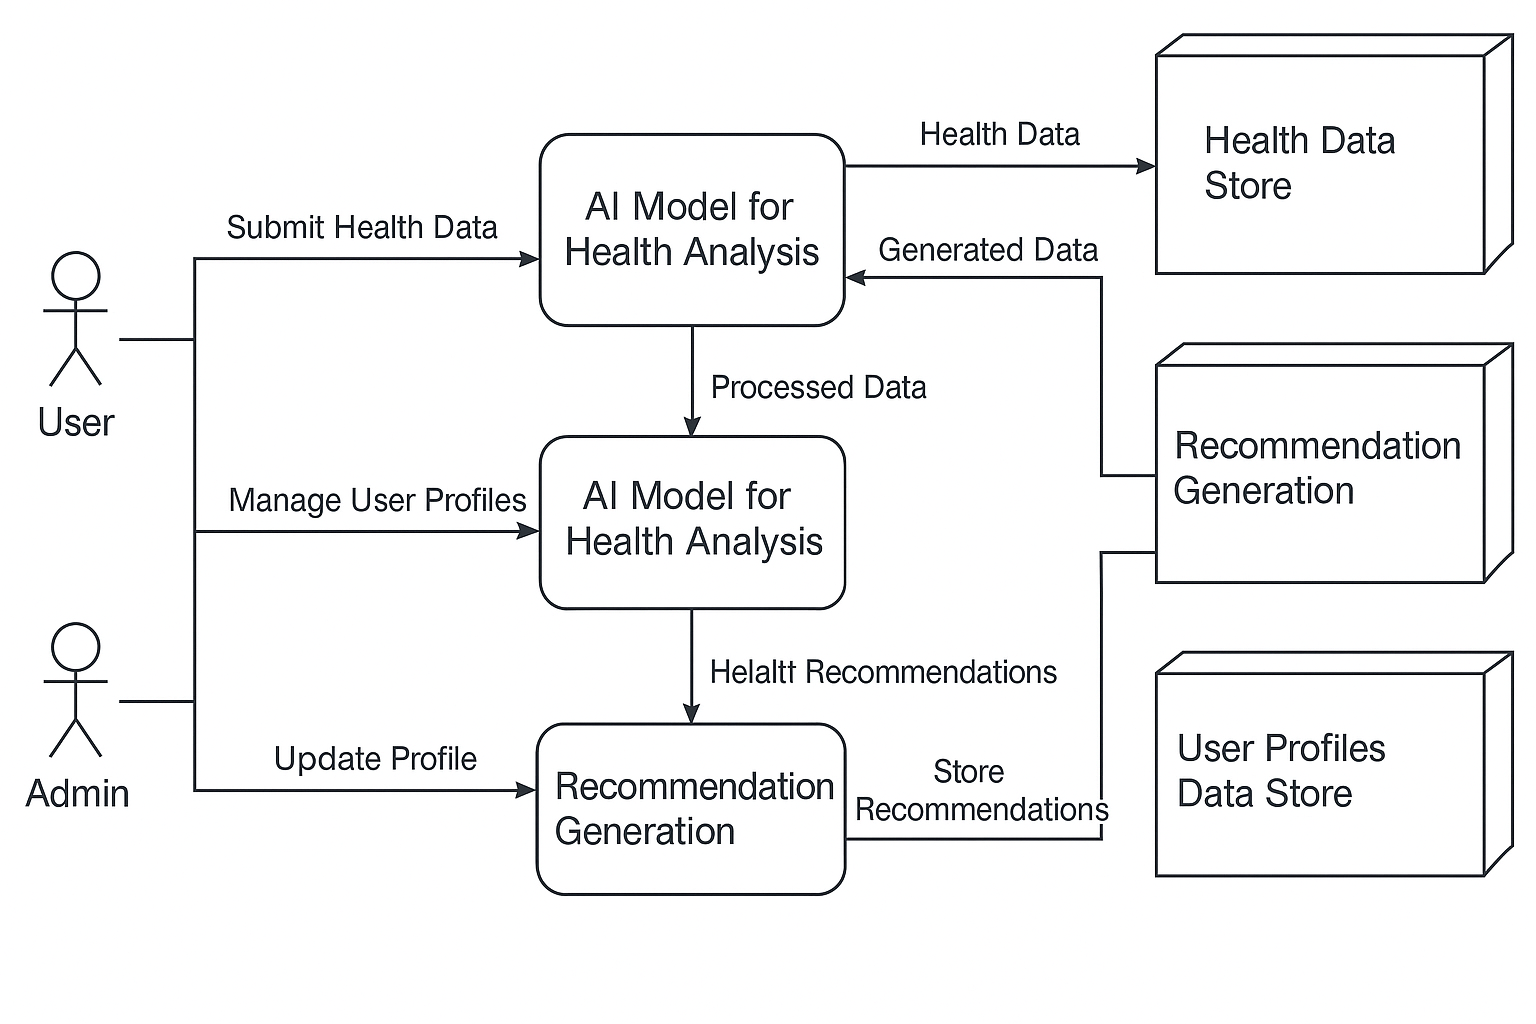 Health Data
Health Data
Store
AI Model for
Health Analysis
Submit Health Data
Generated Data
User
Processed Data
Recommendation
Generation
Manage User Profiles
AI Model for
Health Analysis
Helaltt Recommendations
Admin
Update Profile
Recommendation
Generation
Store
Recommendations
User Profiles
Data Store